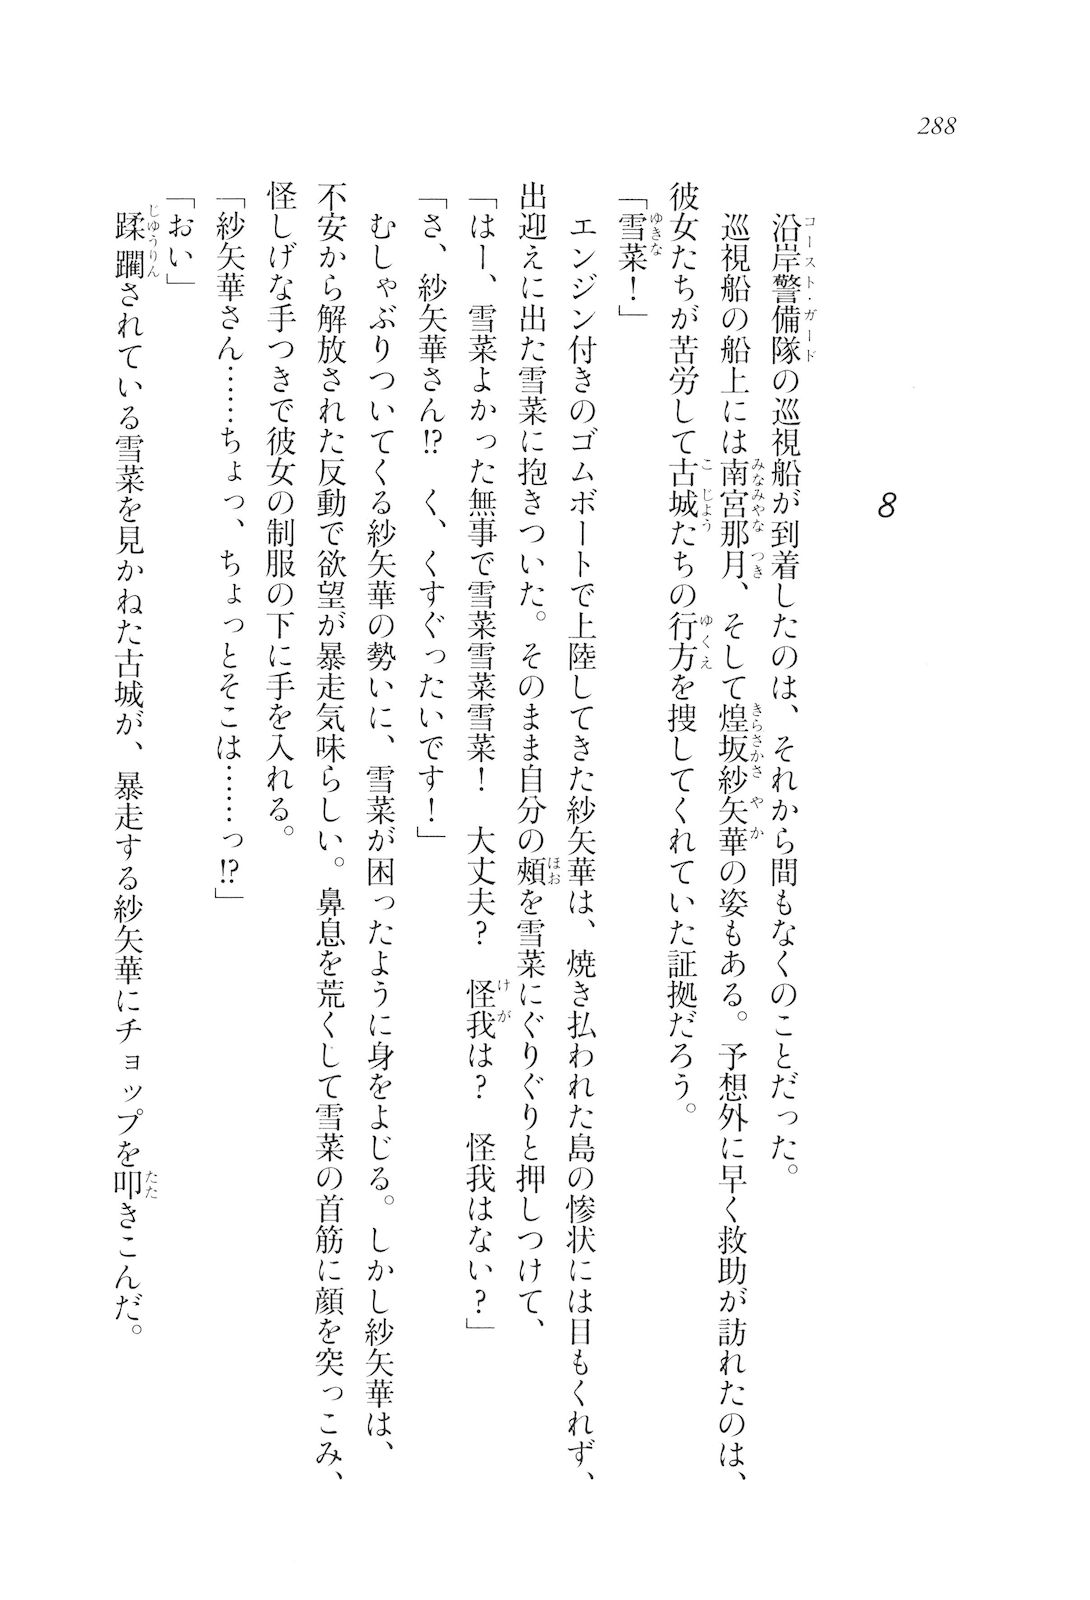 288
8
沿岸警備隊の巡視船が到着したのは、それから間もなくのことだった。
巡視船の船上には南宮那月、そして煌坂紗矢華の姿もある。予想外に早く救助が訪れたのは、
彼女たちが苦労して古城たちの行方を捜してくれていた証拠だろう。
「雪菜！」
エンジン付きのゴムボートで上陸してきた紗矢華は、焼き払われた島の惨状には目もくれず、
出迎えに出た雪菜に抱きついた。そのまま自分の頰を雪菜にぐりぐりと押しつけて、
「はー、雪菜よかった無事で雪菜雪菜雪菜！　大丈夫？　怪我は？　怪我はない？」
「さ、紗矢華さん!?　く、くすぐったいです！」
むしゃぶりついてくる紗矢華の勢いに、雪菜が困ったように身をよじる。しかし紗矢華は、
不安から解放された反動で欲望が暴走気味らしい。鼻息を荒くして雪菜の首筋に顔を突っこみ、
怪しげな手つきで彼女の制服の下に手を入れる。
「紗矢華さん……ちょっ、ちょっとそこは……っ!?」
「おい」
蹂躙されている雪菜を見かねた古城が、暴走する紗矢華にチョップを叩きこんだ。